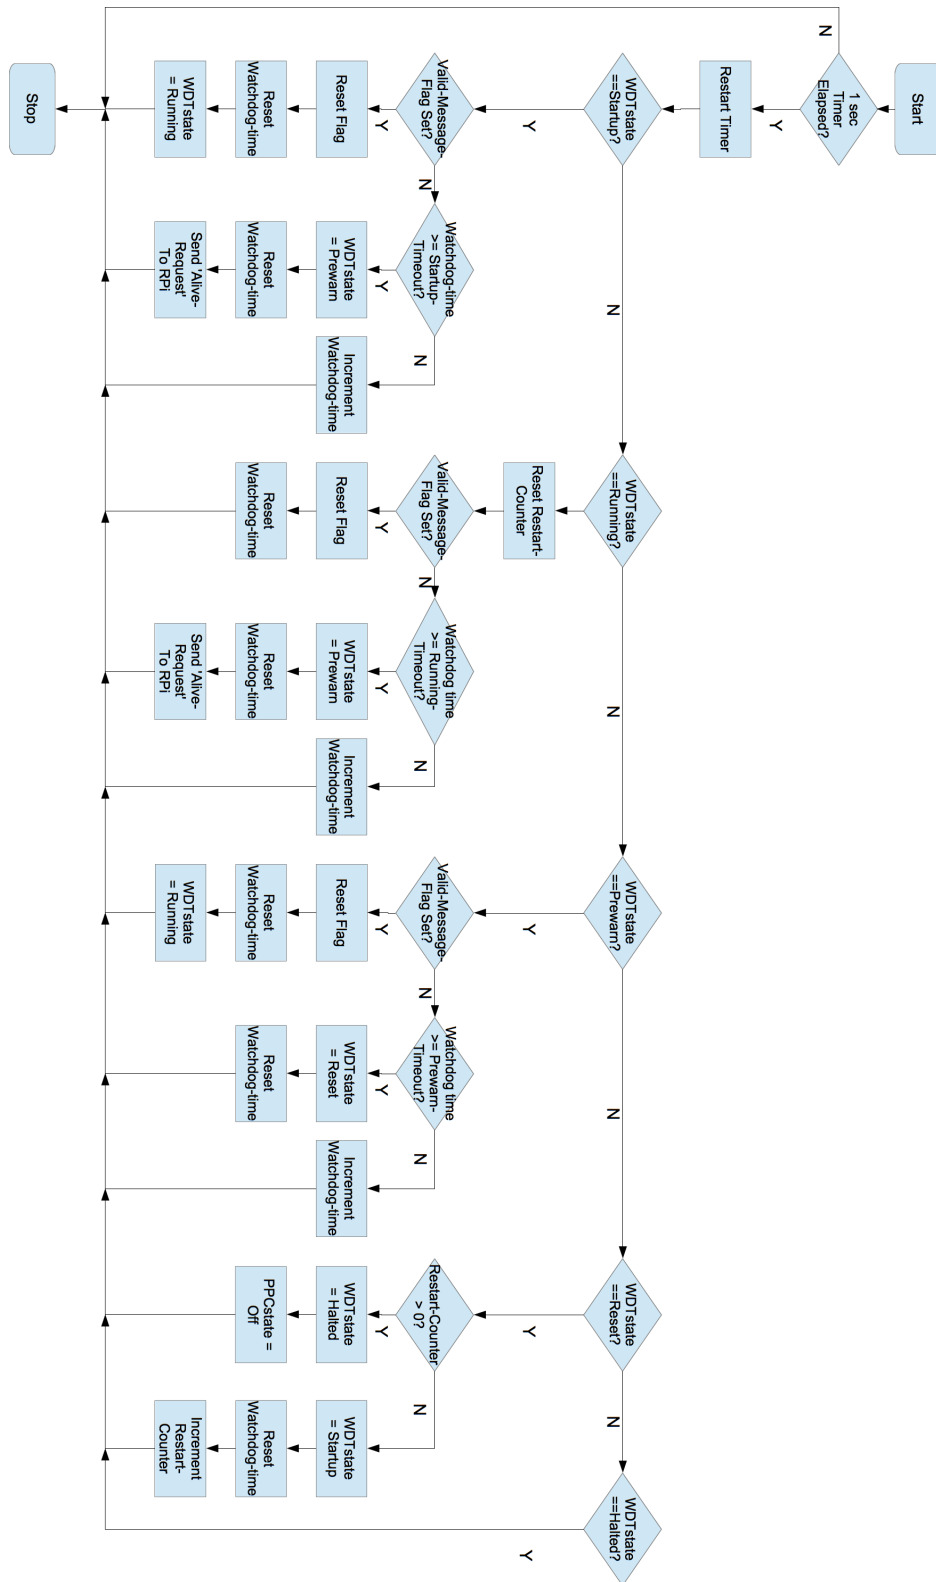 Start
1 sec
Timer
Elapsed?
N
Y
Restart Timer
WDTstate
==Startup?
N
WDTstate
==Running?
N
WDTstate
==Prewarn?
N
WDTstate
==Reset?
N
WDTstate
==Halted?
Y
Y
Y
Y
Reset Restart-
Counter
Valid-Message-
Flag Set?
N
Watchdog-time
>= Startup-
Timeout?
N
Valid-Message-
Flag Set?
N
Watchdog time
>= Running-
Timeout?
N
Valid-Message-
Flag Set?
N
Watchdog time
>= Prewarn-
Timeout?
N
Restart-Counter
> 0?
N
Y
Y
Y
Y
Y
Y
Y
Reset Flag
WDTstate
= Prewarn
Increment
Watchdog-time
Reset Flag
WDTstate
= Prewarn
Increment
Watchdog-time
Reset Flag
WDTstate
= Reset
Increment
Watchdog-time
WDTstate
= Halted
WDTstate
= Startup
Reset
Watchdog-time
Reset
Watchdog-time
Reset
Watchdog-time
Reset
Watchdog-time
Reset
Watchdog-time
Reset
Watchdog-time
PPCstate =
Off
Reset
Watchdog-time
WDTstate
= Running
Send 'Alive-
Request"
To RPi
Send 'Alive-
Request"
To RPi
WDTstate
= Running
Increment
Restart-
Counter
Stop